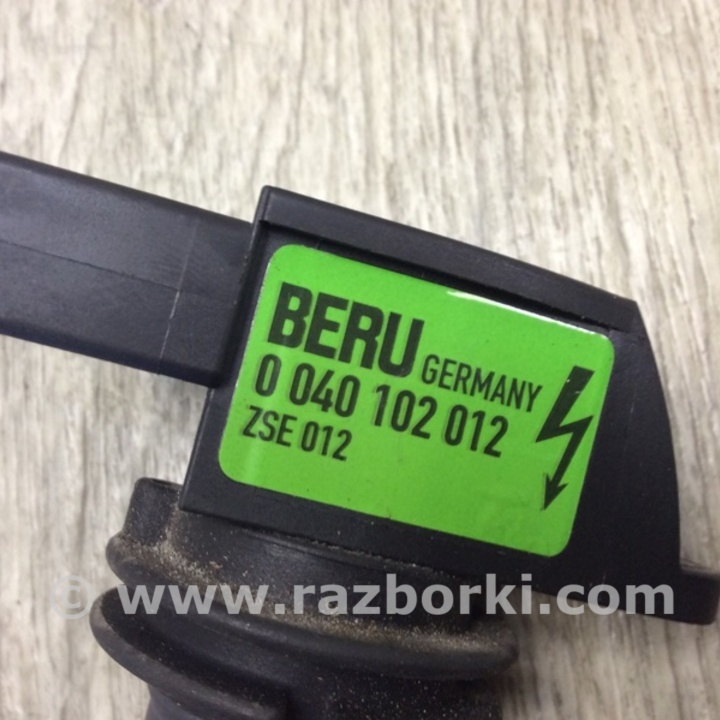 BERU GERMANY
0 040 102 012
ZSE 012
© www.razborki.com